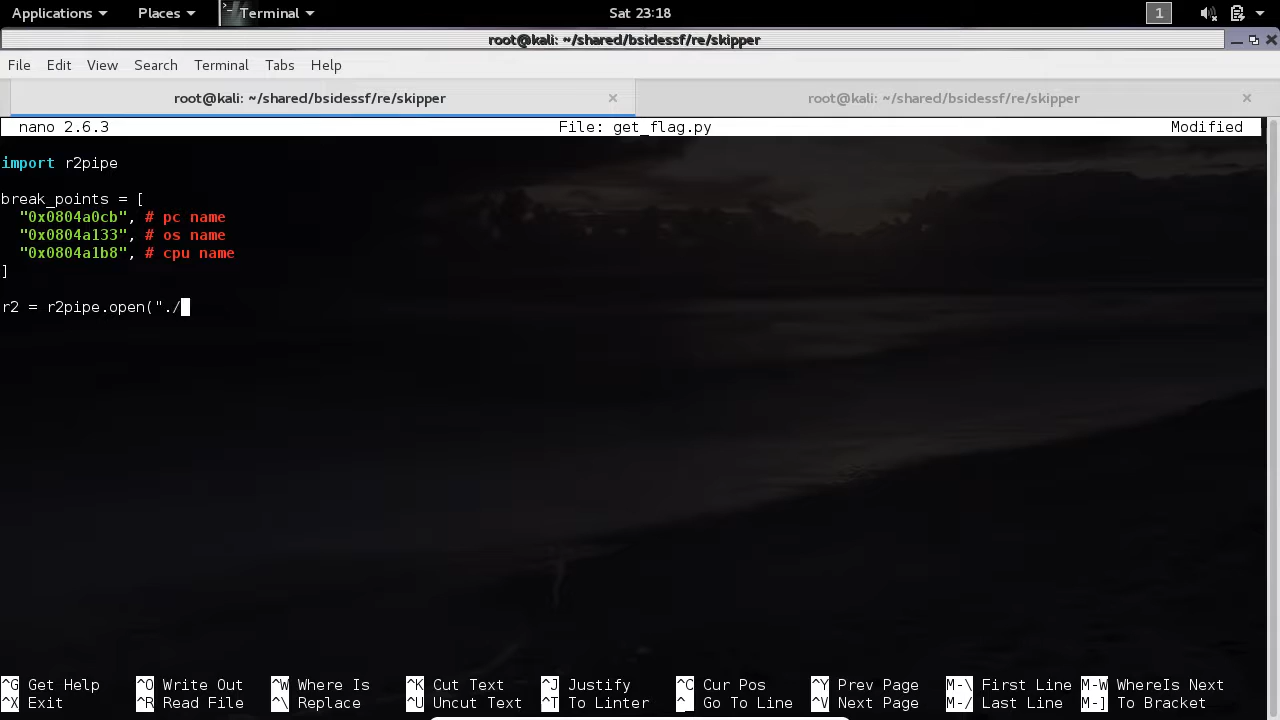 Applications Places Terminal Sat 23:18 1
root@kali: ~/shared/bsidessf/re/skipper
File Edit View Search Terminal Tabs Help
root@kali: ~/shared/bsidessf/re/skipper × root@kali: ~/shared/bsidessf/re/skipper ×
nano 2.6.3 File: get_flag.py Modified
import r2pipe
break_points = [
"0x0804a0cb", # pc name
"0x0804a133", # os name
"0x0804a1b8", # cpu name
]
r2 = r2pipe.open("./
^G Get Help ^O Write Out ^W Where Is ^K Cut Text ^J Justify ^C Cur Pos ^Y Prev Page M-\ First Line M-W WhereIs Next
^X Exit ^R Read File ^\ Replace ^U Uncut Text ^T To Linter ^_ Go To Line ^V Next Page M-/ Last Line M-] To Bracket